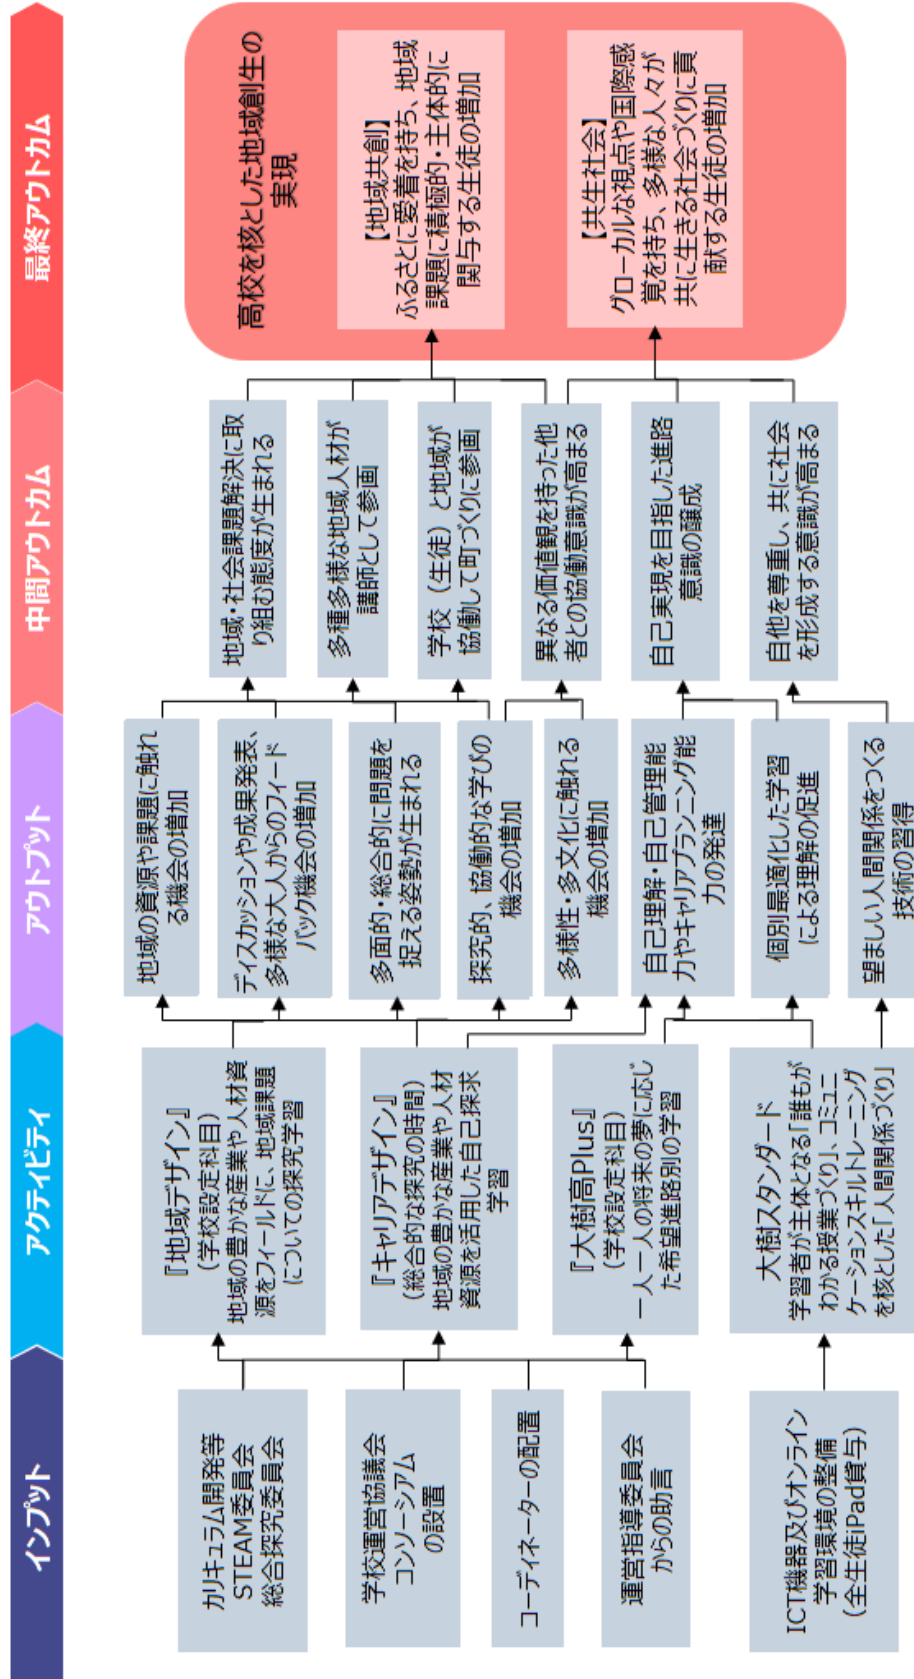 インプット
アクティビティ
アウトプット
中間アウトカム
最終アウトカム
カリキュラム開発等
STEAM委員会
総合探究委員会
学校運営協議会
コンソーシアム
の設置
コーディネーターの配置
運営指導委員会
からの助言
ICT機器及びオンライン
学習環境の整備
(全生徒iPad貸与)
『地域デザイン』
(学校設定科目)
地域の豊かな産業や人材資
源をフィールドに、地域課題
についての探究学習
『キャリアデザイン』
(総合的な探究の時間)
地域の豊かな産業や人材
資源を活用した自己探求
学習
『大樹高Plus』
(学校設定科目)
一人一人の将来の夢に応じ
た希望進路別の学習
大樹スタンダード
学習者が主体となる「誰もが
わかる授業づくり」、コミュニ
ケーションスキルトレーニング
を核とした「人間関係づくり」
地域の資源や課題に触れ
る機会の増加
ディスカッションや成果発表、
多様な大人からのフィード
バック機会の増加
多面的・総合的に問題を
捉える姿勢が生まれる
探究的、協働的な学びの
機会の増加
多様性・多文化に触れる
機会の増加
自己理解・自己管理能
力やキャリアプランニング能
力の発達
個別最適化した学習
による理解の促進
望ましい人間関係をつくる
技術の習得
地域・社会課題解決に取
り組む態度が生まれる
多種多様な地域人材が
講師として参画
学校（生徒）と地域が
協働して町づくりに参画
異なる価値観を持った他
者との協働意識が高まる
自己実現を目指した進路
意識の醸成
自他を尊重し、共に社会
を形成する意識が高まる
高校を核とした地域創生の
実現
【地域共創】
ふるさとに愛着を持ち、地域
課題に積極的・主体的に
関与する生徒の増加
【共生社会】
グローカルな視点や国際感
覚を持ち、多様な人々が
共に生きる社会づくりに貢
献する生徒の増加